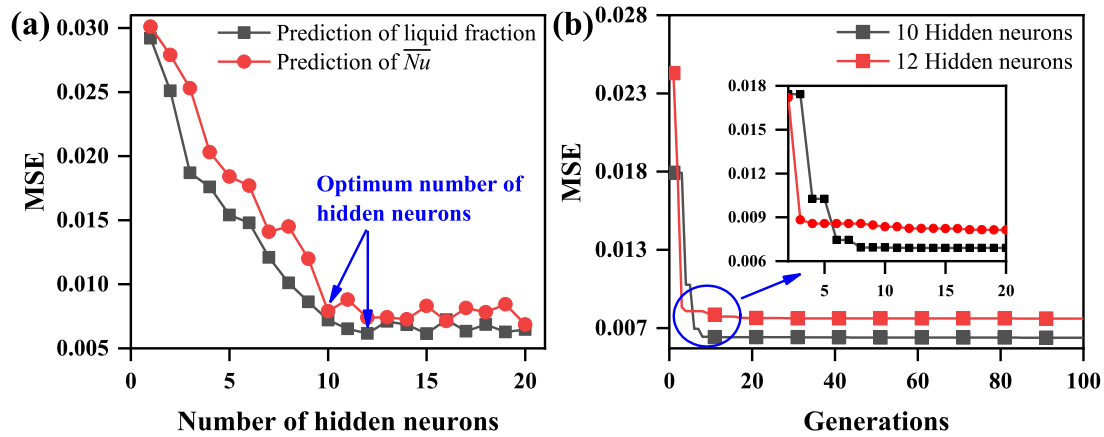 (a)
0.030
0.025
0.020
0.015
0.010
0.005
MSE
Prediction of liquid fraction
Prediction of N̅u̅
Optimum number of
hidden neurons
0
5
10
15
20
Number of hidden neurons
(b)
0.028
0.023
0.018
0.013
0.007
MSE
10 Hidden neurons
12 Hidden neurons
0.018
0.015
0.012
0.009
0.006
5
10
15
20
0
20
40
60
80
100
Generations